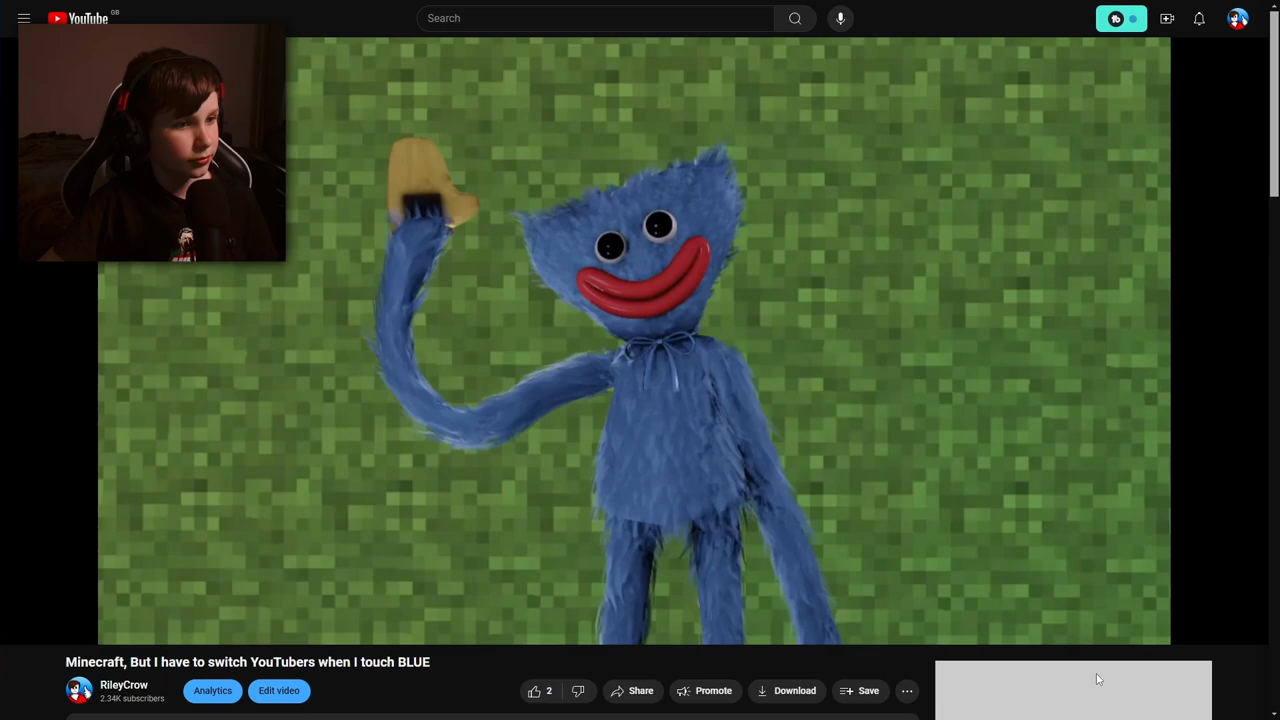 YouTube GB
Search
Minecraft, But I have to switch YouTubers when I touch BLUE
RileyCrow
2.34K subscribers
Analytics
Edit video
2
Share
Promote
Download
Save